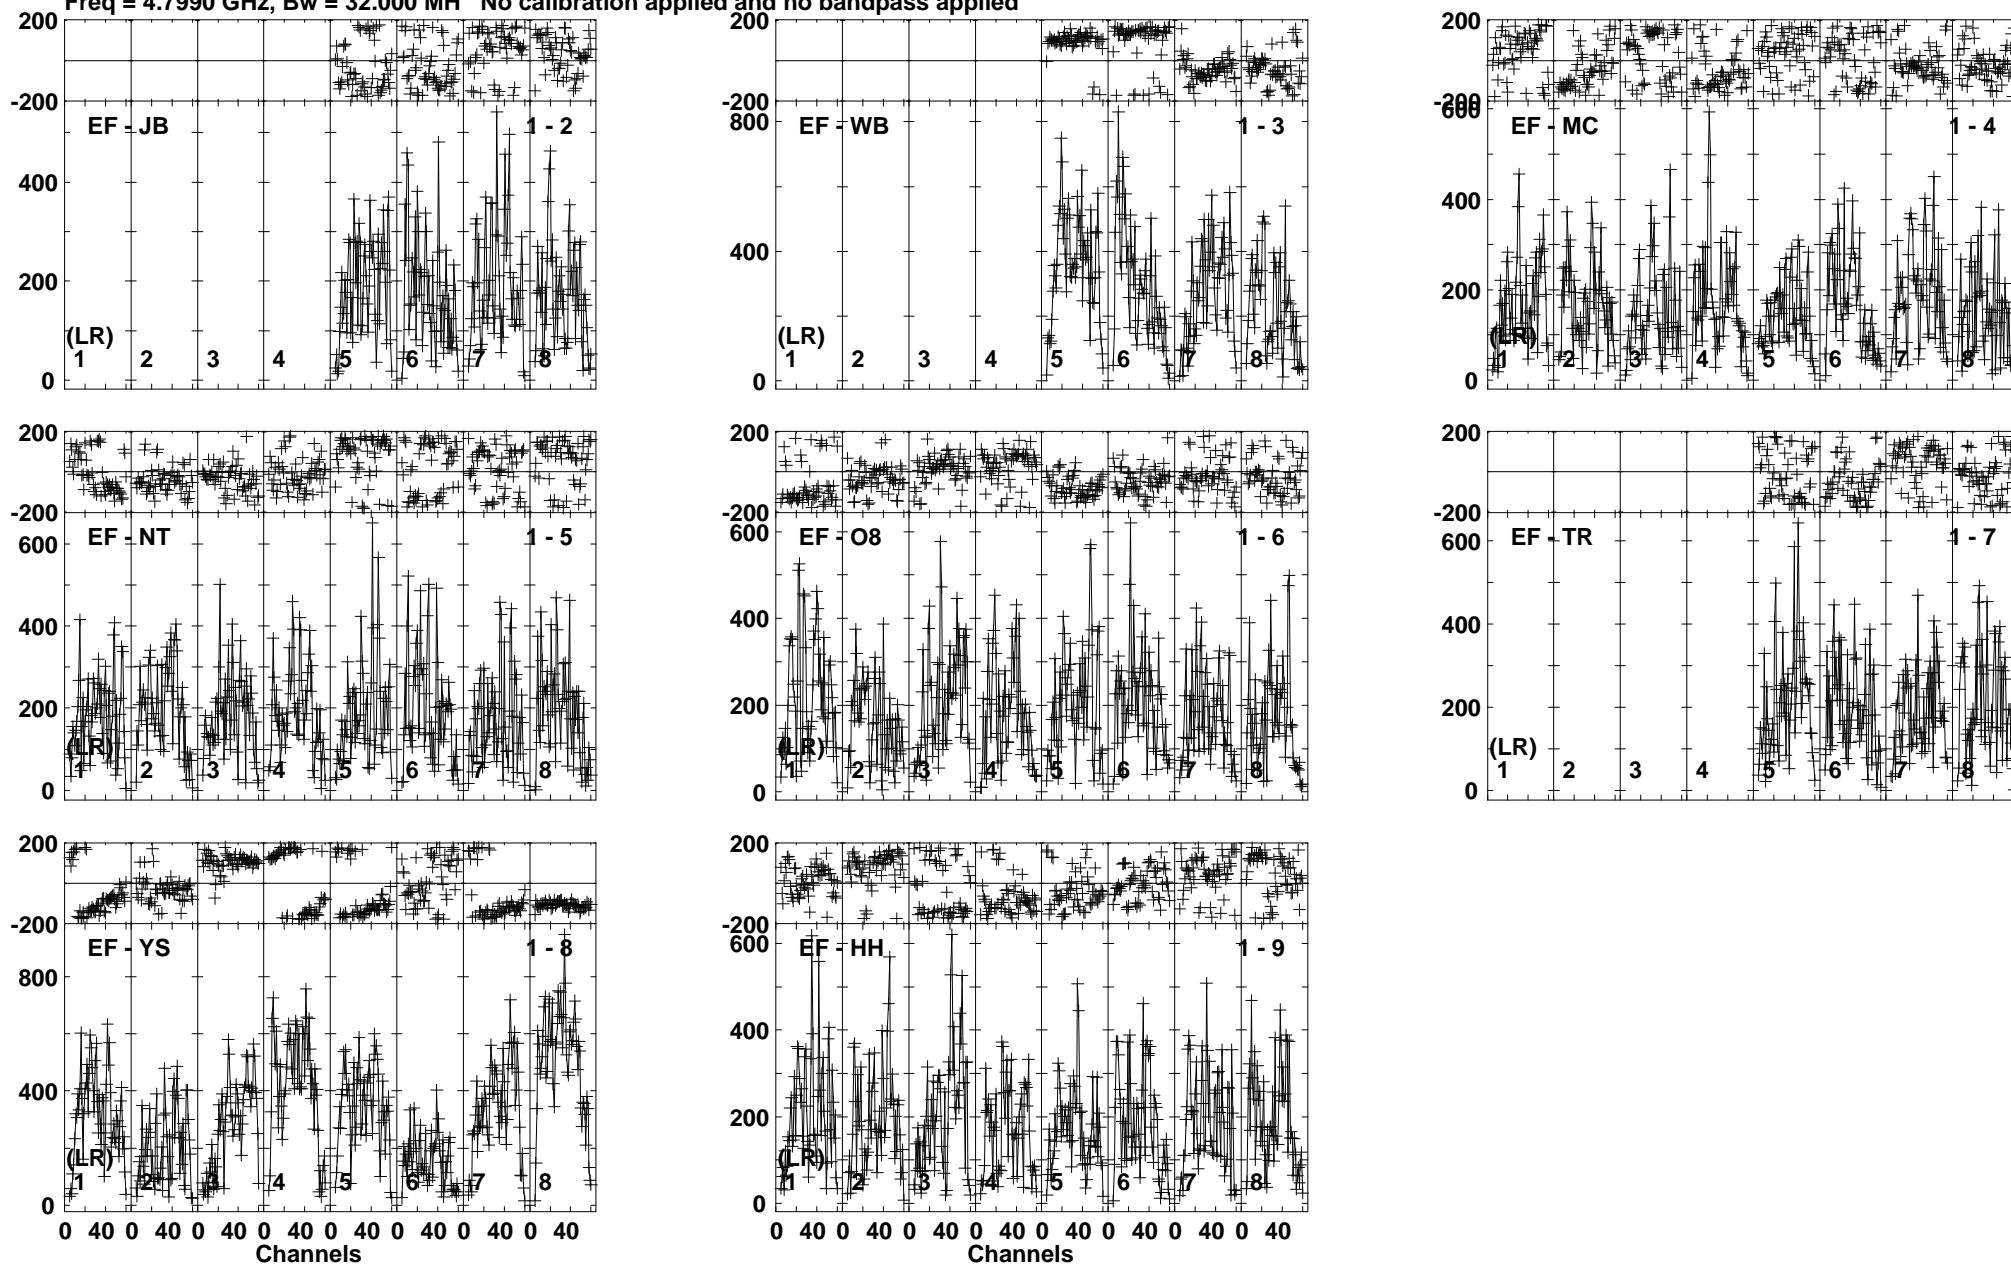 Freq = 4.7990 GHz, Bw = 32.000 MH No calibration applied and no bandpass applied
200
-200
EF - JB 1 - 2
400
200
0
(LR)
1 2 3 4 5 6 7 8
200
-200
EF - WB 1 - 3
800
400
0
(LR)
1 2 3 4 5 6 7 8
200
-200
600
EF - MC 1 - 4
400
200
0
(LR)
1 2 3 4 5 6 7 8
200
-200
EF - NT 1 - 5
600
400
200
0
(LR)
1 2 3 4 5 6 7 8
200
-200
EF - O8 1 - 6
600
400
200
0
(LR)
1 2 3 4 5 6 7 8
200
-200
EF - TR 1 - 7
600
400
200
0
(LR)
1 2 3 4 5 6 7 8
200
-200
EF - YS 1 - 8
800
400
0
(LR)
1 2 3 4 5 6 7 8
0 40 0 40 0 40 0 40 0 40 0 40 0 40 0 40
Channels
200
-200
EF - HH 1 - 9
600
400
200
0
(LR)
1 2 3 4 5 6 7 8
0 40 0 40 0 40 0 40 0 40 0 40 0 40 0 40
Channels